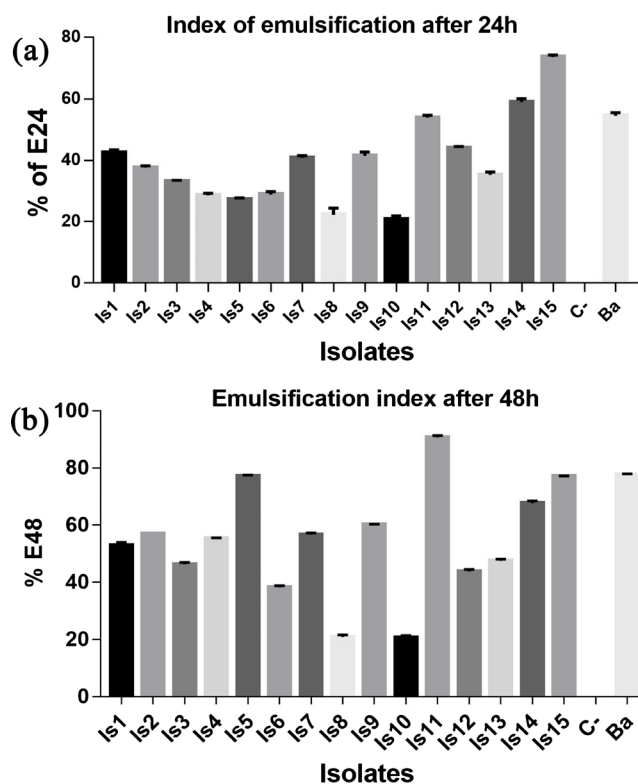 Index of emulsification after 24h
(a)
% of E24
80
60
40
20
0
Is1 Is2 Is3 Is4 Is5 Is6 Is7 Is8 Is9 Is10 Is11 Is12 Is13 Is14 Is15 C- Ba
Isolates
Emulsification index after 48h
(b)
% E48
100
80
60
40
20
0
Is1 Is2 Is3 Is4 Is5 Is6 Is7 Is8 Is9 Is10 Is11 Is12 Is13 Is14 Is15 C- Ba
Isolates